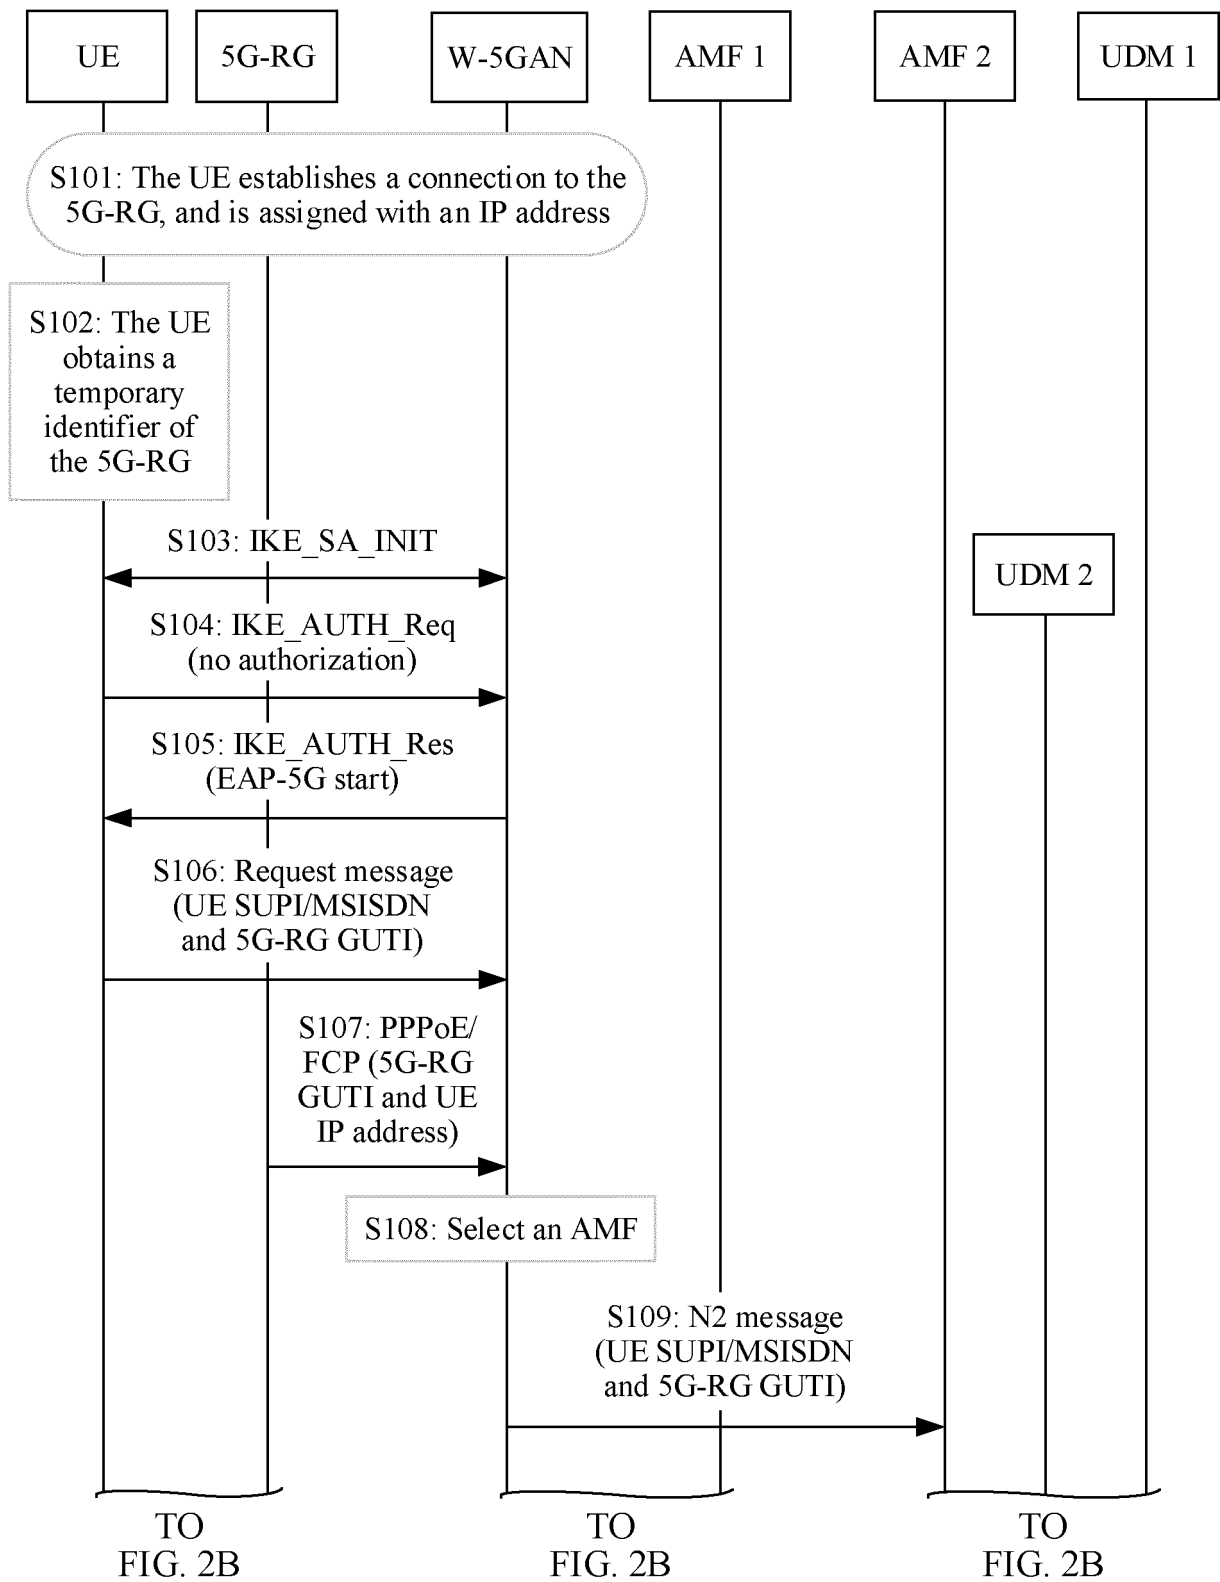 UE
5G-RG
W-5GAN
AMF 1
AMF 2
UDM 1
S101: The UE establishes a connection to the
5G-RG, and is assigned with an IP address
S102: The UE
obtains a
temporary
identifier of
the 5G-RG
S103: IKE_SA_INIT
UDM 2
S104: IKE_AUTH_Req
(no authorization)
S105: IKE_AUTH_Res
(EAP-5G start)
S106: Request message
(UE SUPI/MSISDN
and 5G-RG GUTI)
S107: PPPoE/
FCP (5G-RG
GUTI and UE
IP address)
S108: Select an AMF
S109: N2 message
(UE SUPI/MSISDN
and 5G-RG GUTI)
TO
FIG. 2B
TO
FIG. 2B
TO
FIG. 2B